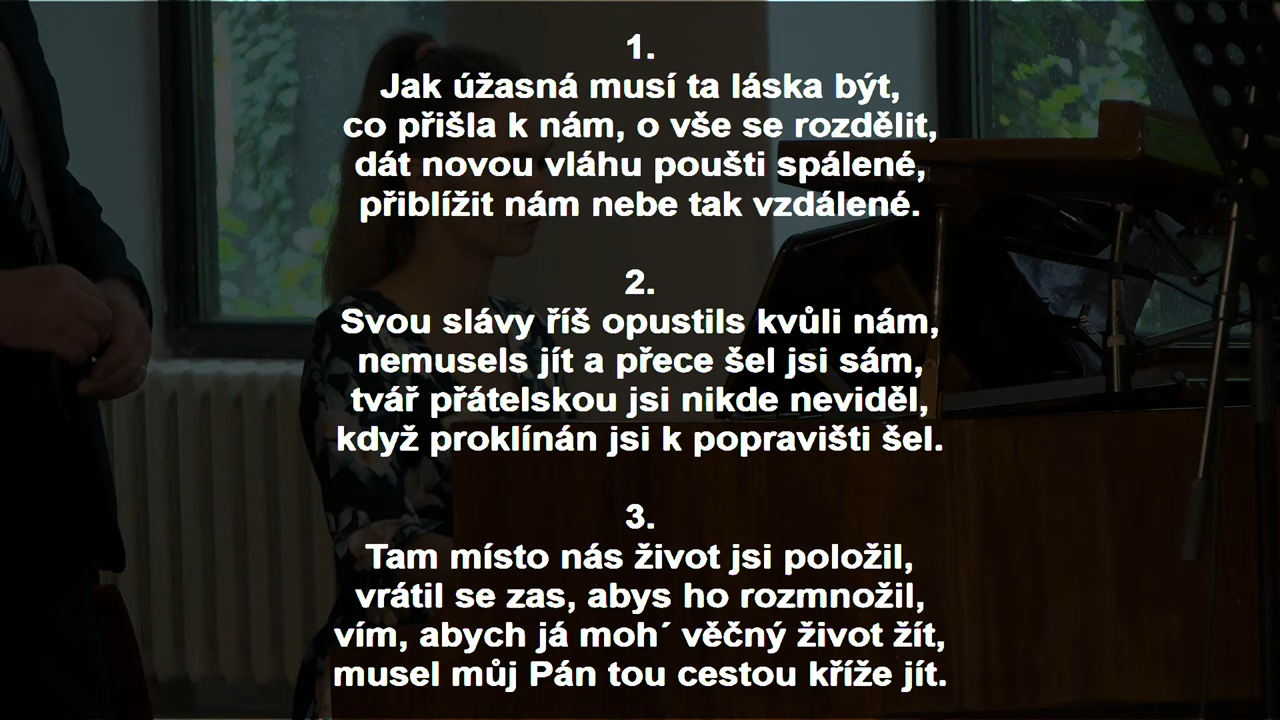 1.
Jak úžasná musí ta láska být,
co přišla k nám, o vše se rozdělit,
dát novou vláhu poušti spálené,
přiblížit nám nebe tak vzdálené.
2.
Svou slávy říš opustils kvůli nám,
nemusels jít a přece šel jsi sám,
tvář přátelskou jsi nikde neviděl,
když proklínán jsi k popravišti šel.
3.
Tam místo nás život jsi položil,
vrátil se zas, abys ho rozmnožil,
vím, abych já moh´ věčný život žít,
musel můj Pán tou cestou kříže jít.